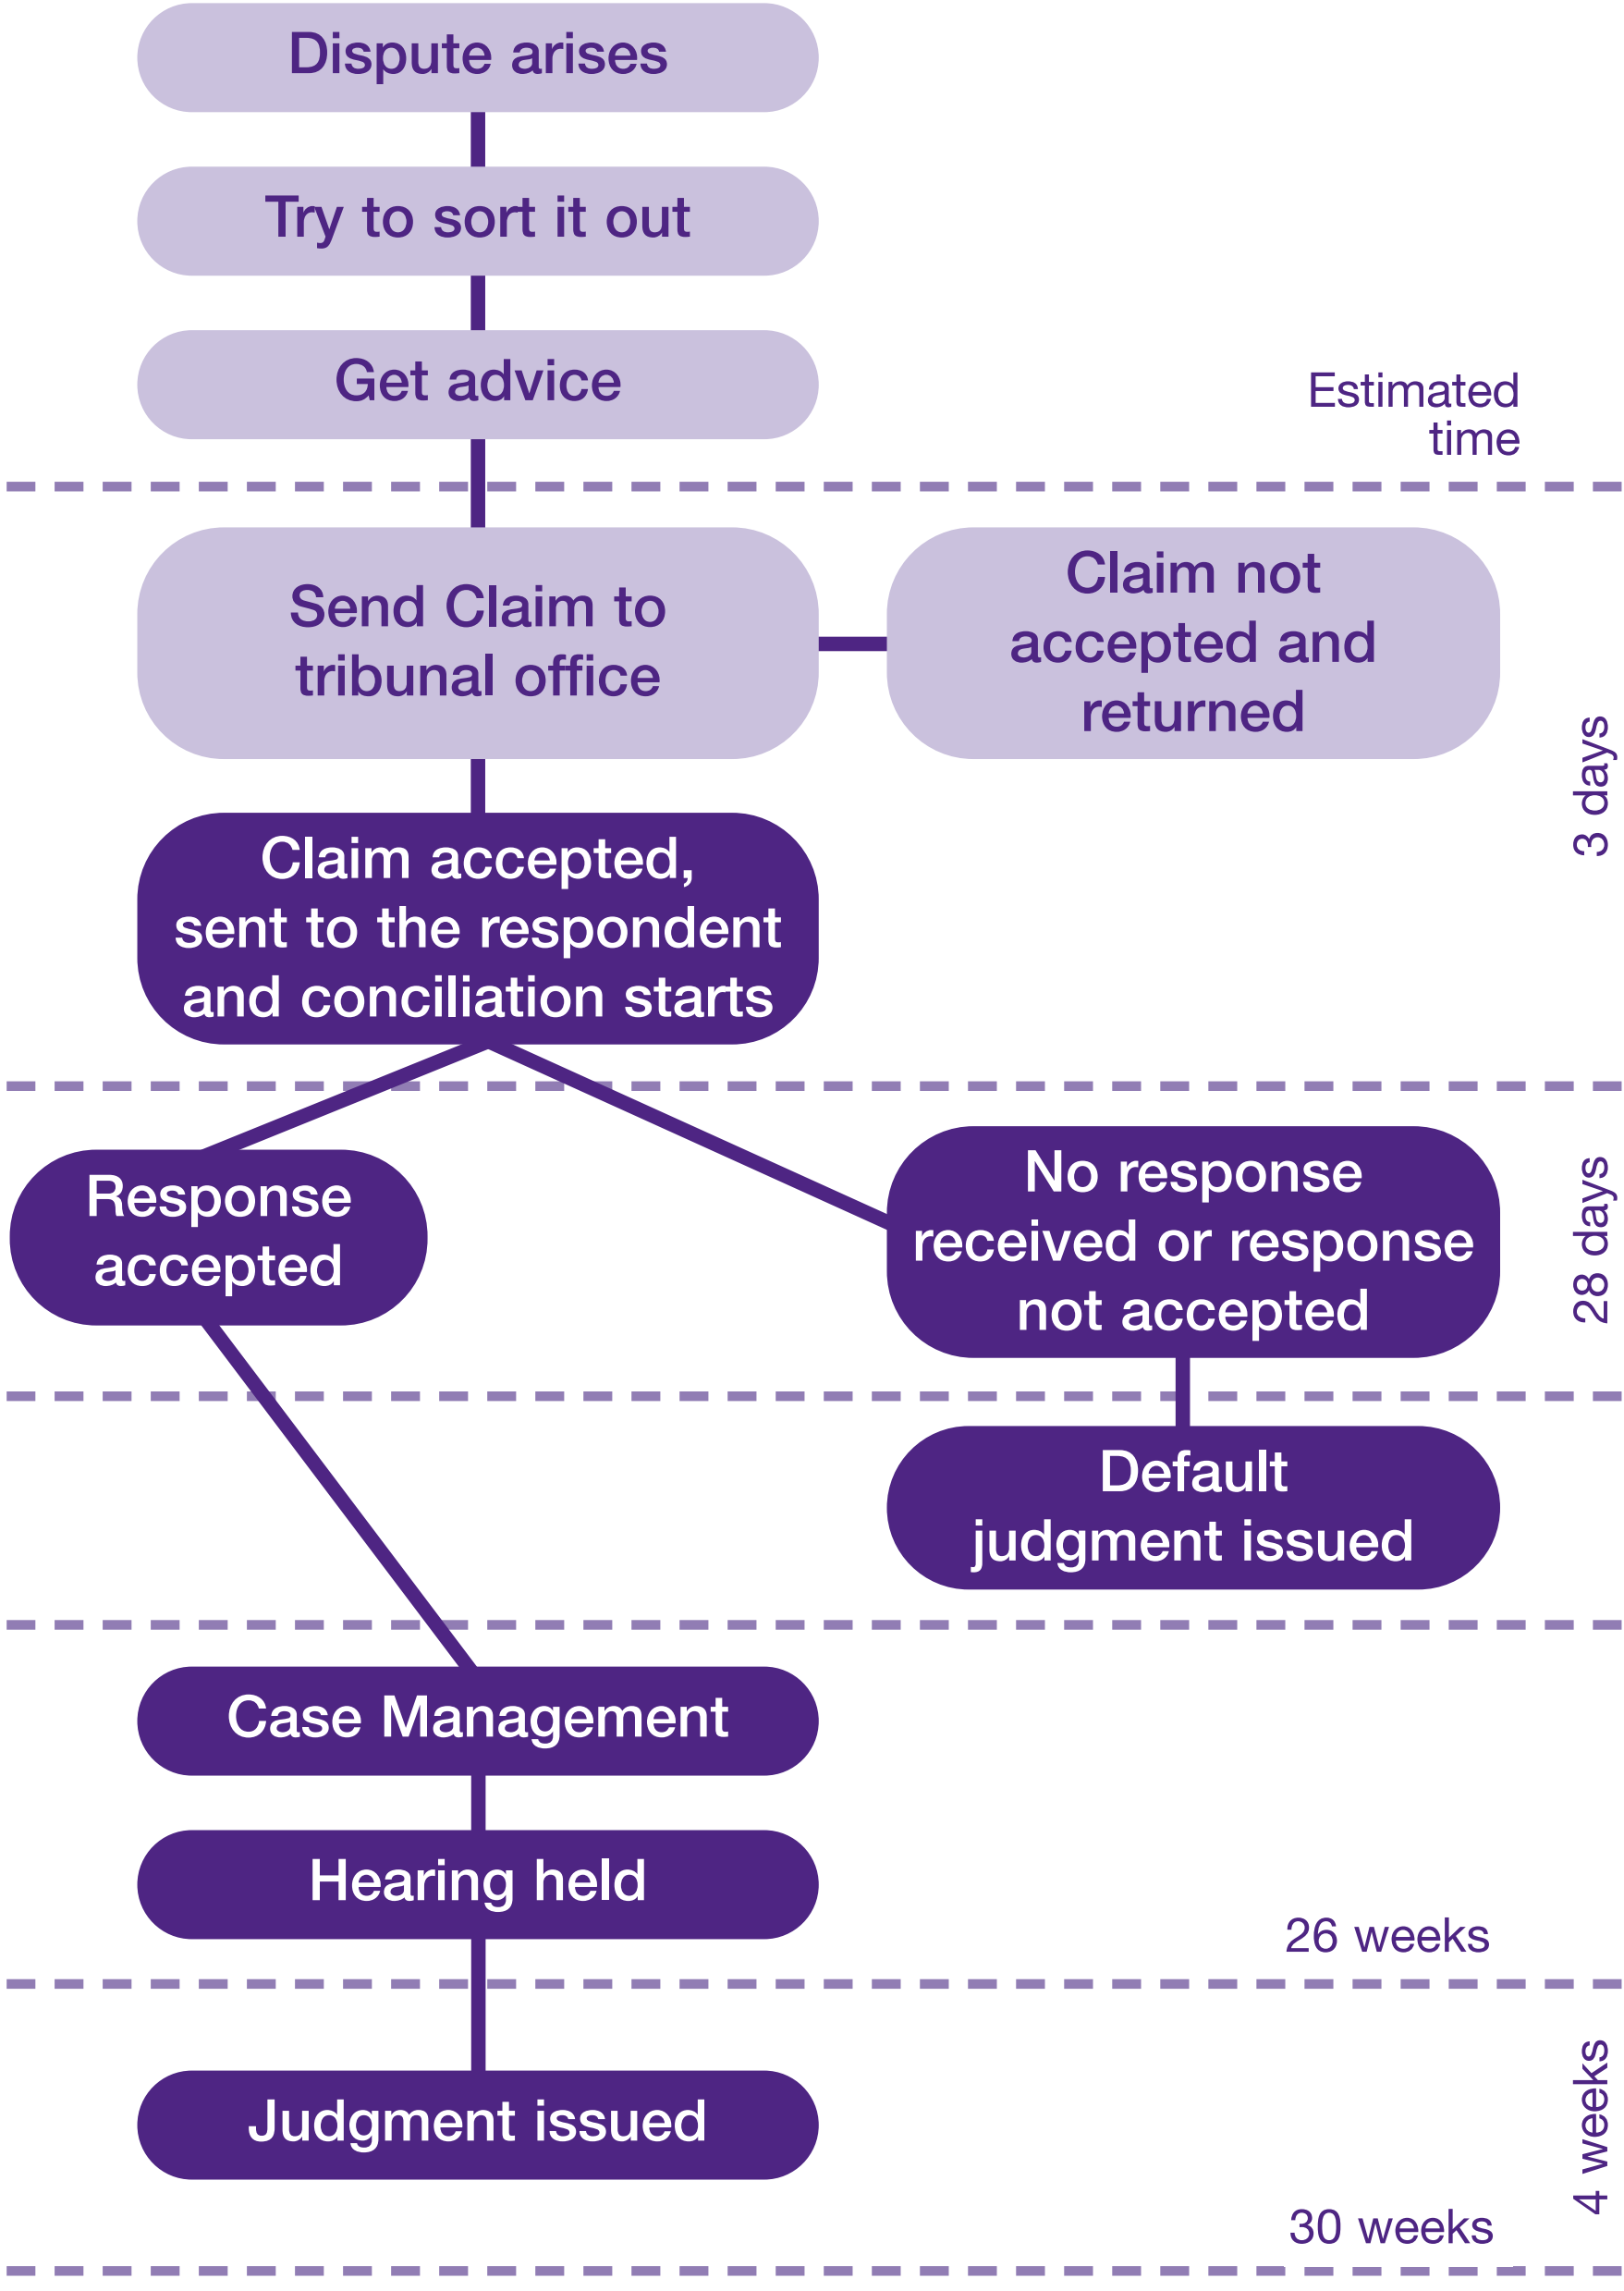 Dispute arises
Try to sort it out
Get advice
Estimated
time
Send Claim to
tribunal office
Claim not
accepted and
returned
3 days
Claim accepted,
sent to the respondent
and conciliation starts
Response
accepted
No response
received or response
not accepted
28 days
Default
judgment issued
Case Management
Hearing held
26 weeks
Judgment issued
4 weeks
30 weeks